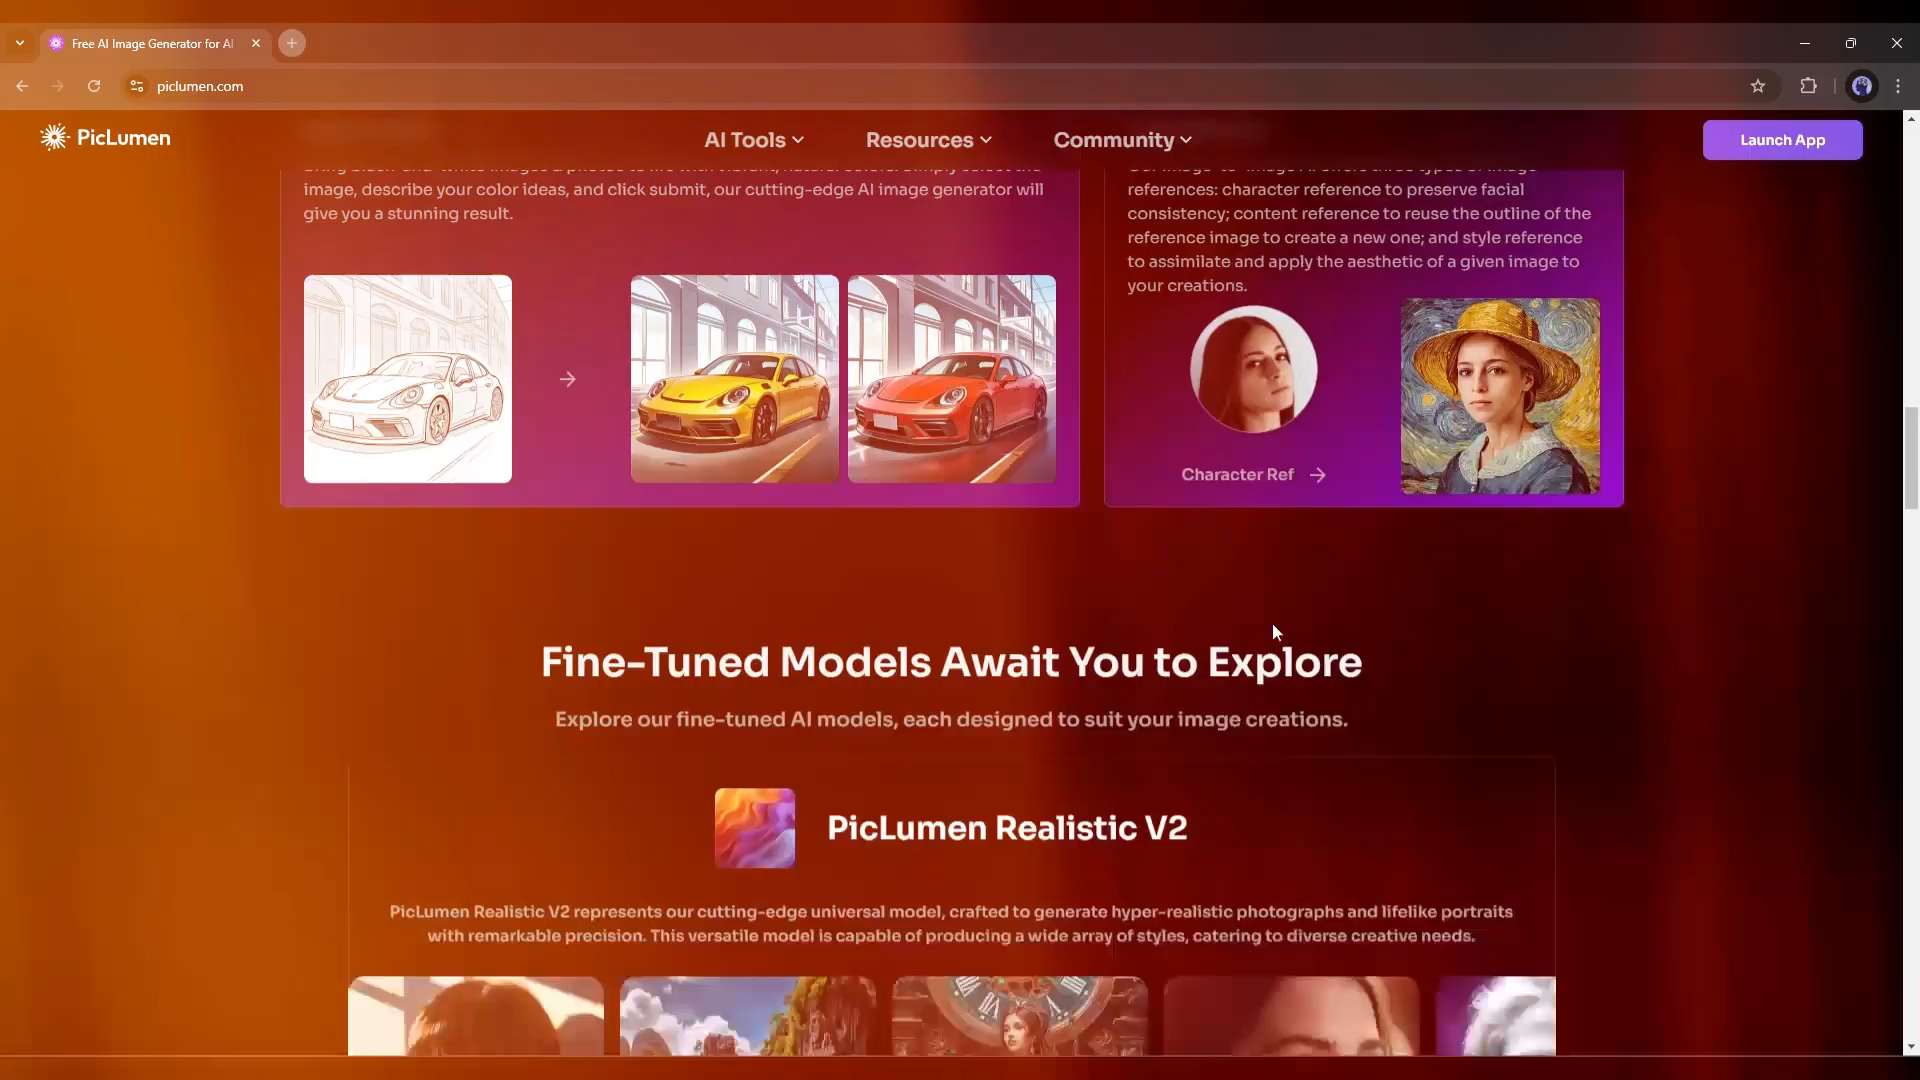 Free AI Image Generator for AI
piclumen.com
PicLumen
AI Tools
Resources
Community
Launch App
image, describe your color ideas, and click submit, our cutting-edge AI image generator will
give you a stunning result.
references: character reference to preserve facial
consistency; content reference to reuse the outline of the
reference image to create a new one; and style reference
to assimilate and apply the aesthetic of a given image to
your creations.
Character Ref
Fine-Tuned Models Await You to Explore
Explore our fine-tuned AI models, each designed to suit your image creations.
PicLumen Realistic V2
PicLumen Realistic V2 represents our cutting-edge universal model, crafted to generate hyper-realistic photographs and lifelike portraits
with remarkable precision. This versatile model is capable of producing a wide array of styles, catering to diverse creative needs.